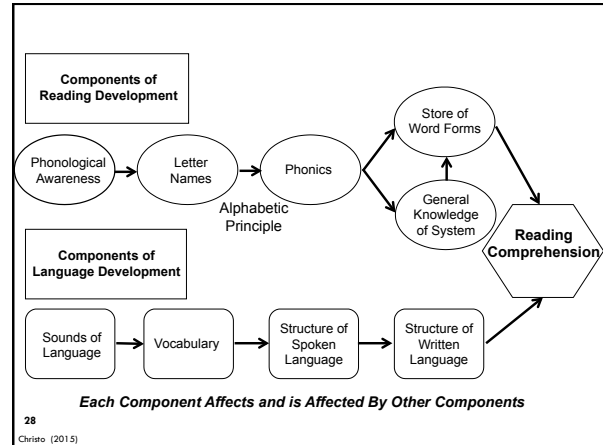 Components of
Reading Development
Store of
Word Forms
Phonological
Awareness
Letter
Names
Phonics
Alphabetic
Principle
General
Knowledge
of System
Reading
Comprehension
Components of
Language Development
Sounds of
Language
Vocabulary
Structure of
Spoken
Language
Structure of
Written
Language
Each Component Affects and is Affected By Other Components
28
Christo (2015)